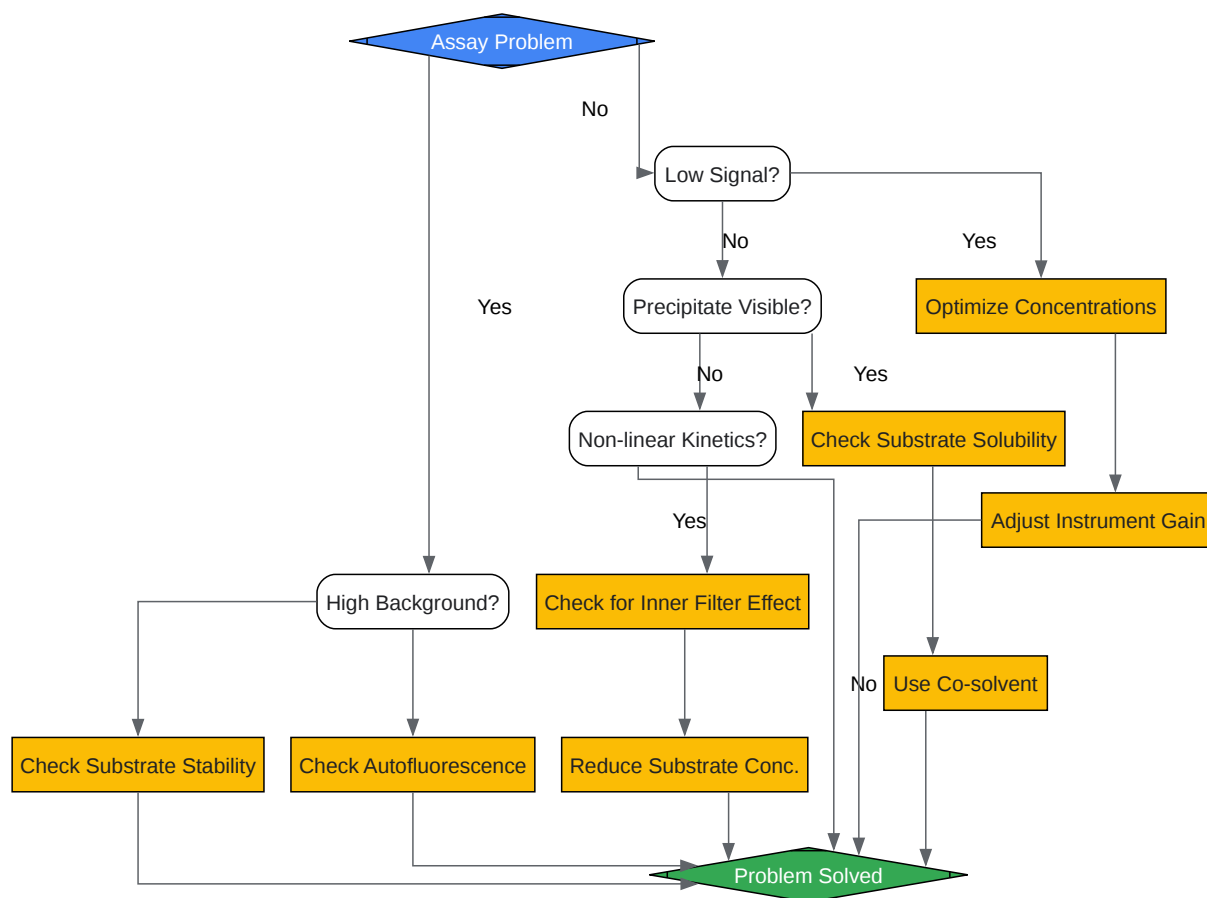 Assay Problem
No
Low Signal?
No
Yes
Yes
Precipitate Visible?
Optimize Concentrations
No
Yes
Non-linear Kinetics?
Check Substrate Solubility
Yes
Adjust Instrument Gain
High Background?
Check for Inner Filter Effect
No
Use Co-solvent
Check Substrate Stability
Check Autofluorescence
Reduce Substrate Conc.
Problem Solved